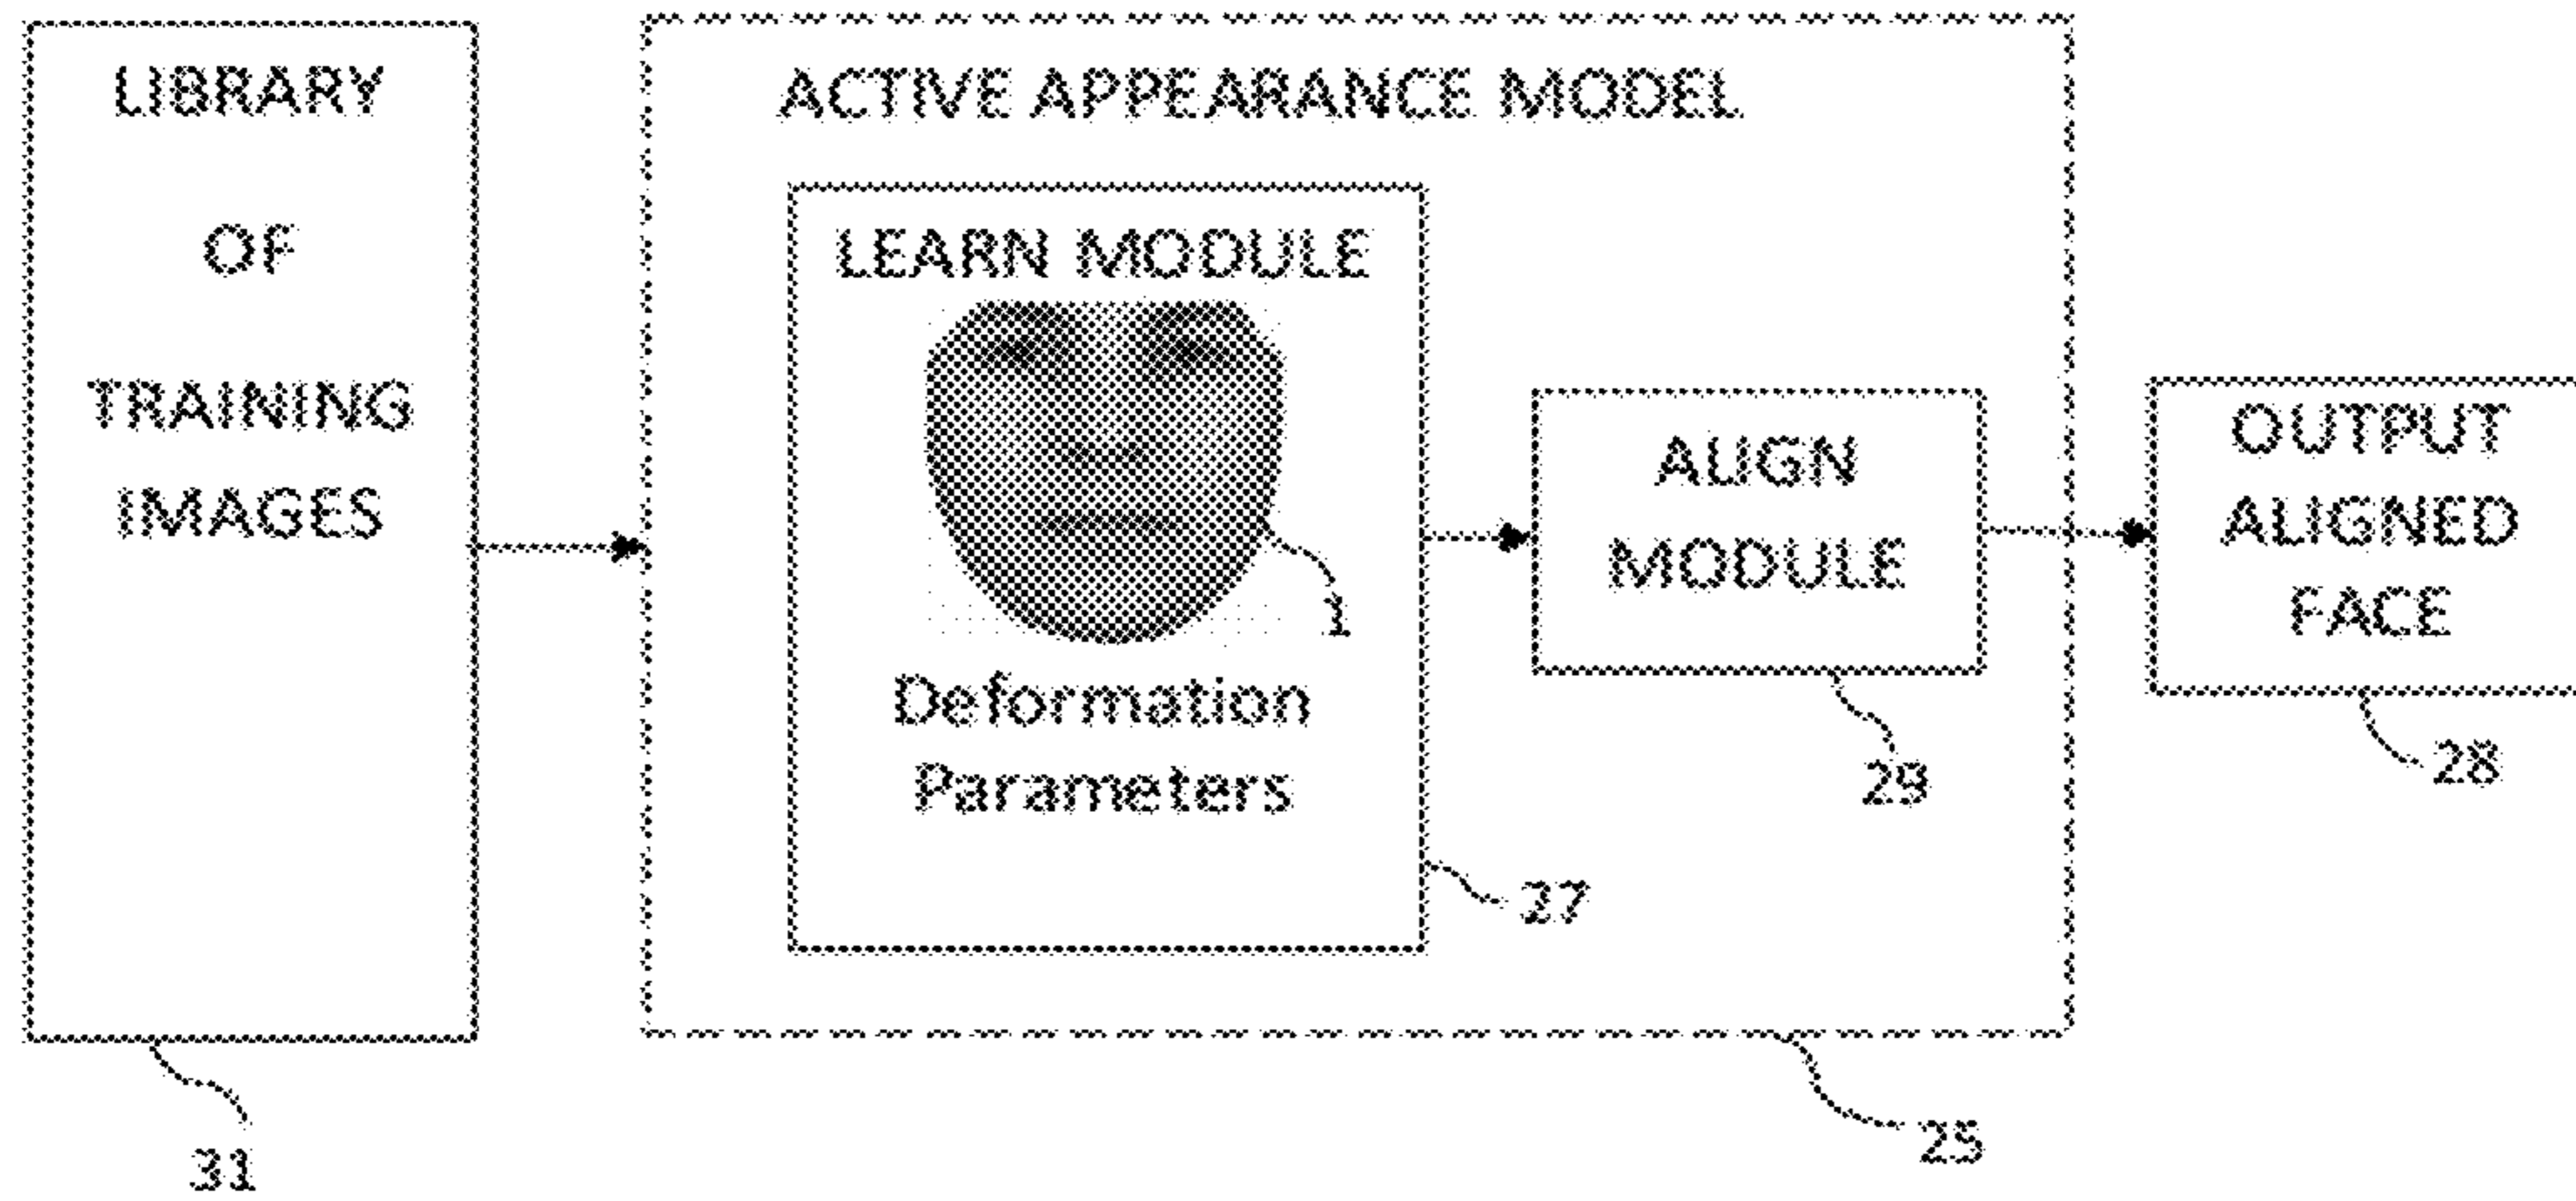 LIBRARY
OF
TRAINING
IMAGES
31
ACTIVE APPEARANCE MODEL
LEARN MODULE
1
Deformation
Parameters
27
ALIGN
MODULE
29
25
OUTPUT
ALIGNED
FACE
28